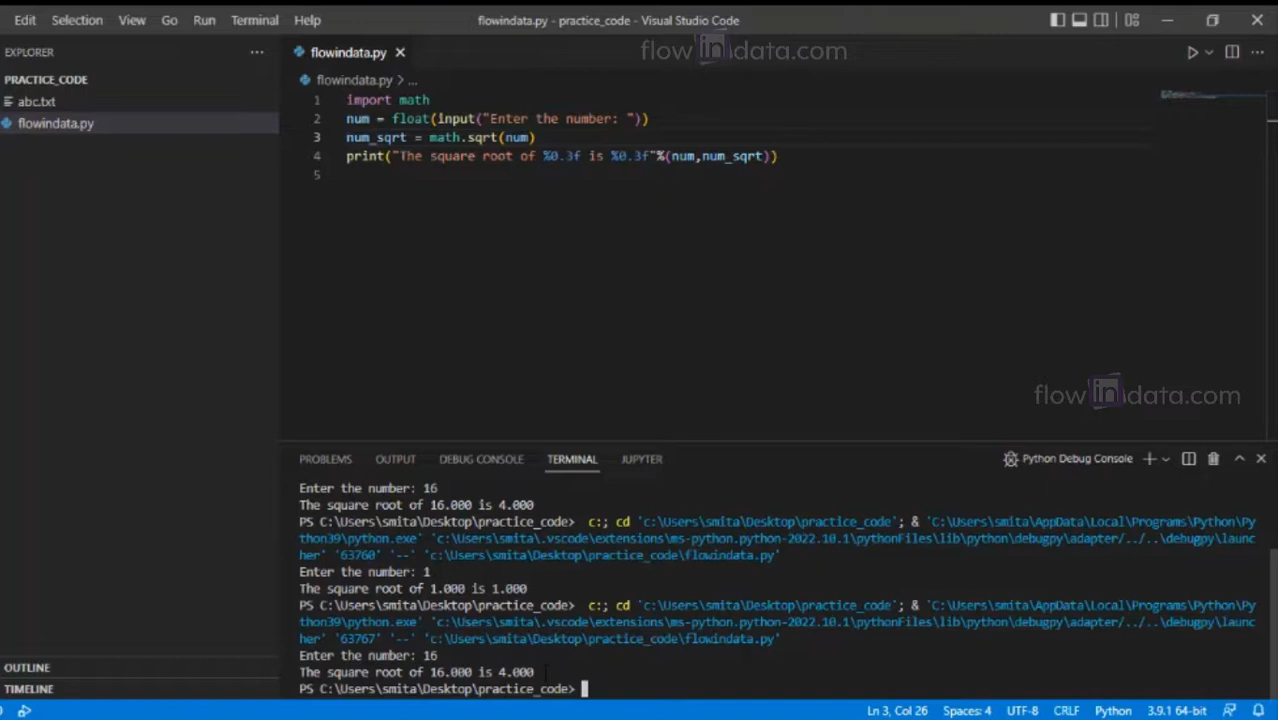 Edit Selection View Go Run Terminal Help flowindata.py - practice_code - Visual Studio Code
EXPLORER
flowindata.py
flowindata.com
PRACTICE_CODE
flowindata.py > ...
abc.txt
flowindata.py
1 import math
2 num = float(input("Enter the number: "))
3 num_sqrt = math.sqrt(num)
4 print("The square root of %0.3f is %0.3f"%(num,num_sqrt))
5
flowindata.com
PROBLEMS OUTPUT DEBUG CONSOLE TERMINAL JUPYTER Python Debug Console
Enter the number: 16
The square root of 16.000 is 4.000
PS C:\Users\smita\Desktop\practice_code> c:; cd 'c:\Users\smita\Desktop\practice_code'; & 'C:\Users\smita\AppData\Local\Programs\Python\Py
thon39\python.exe' 'c:\Users\smita\.vscode\extensions\ms-python.python-2022.10.1\pythonFiles\lib\python\debugpy\adapter/../..\debugpy\launc
her' '63760' '--' 'c:\Users\smita\Desktop\practice_code\flowindata.py'
Enter the number: 1
The square root of 1.000 is 1.000
PS C:\Users\smita\Desktop\practice_code> c:; cd 'c:\Users\smita\Desktop\practice_code'; & 'C:\Users\smita\AppData\Local\Programs\Python\Py
thon39\python.exe' 'c:\Users\smita\.vscode\extensions\ms-python.python-2022.10.1\pythonFiles\lib\python\debugpy\adapter/../..\debugpy\launc
her' '63767' '--' 'c:\Users\smita\Desktop\practice_code\flowindata.py'
Enter the number: 16
The square root of 16.000 is 4.000
PS C:\Users\smita\Desktop\practice_code>
OUTLINE
TIMELINE
0 Ln 3, Col 26 Spaces: 4 UTF-8 CRLF Python 3.9.1 64-bit